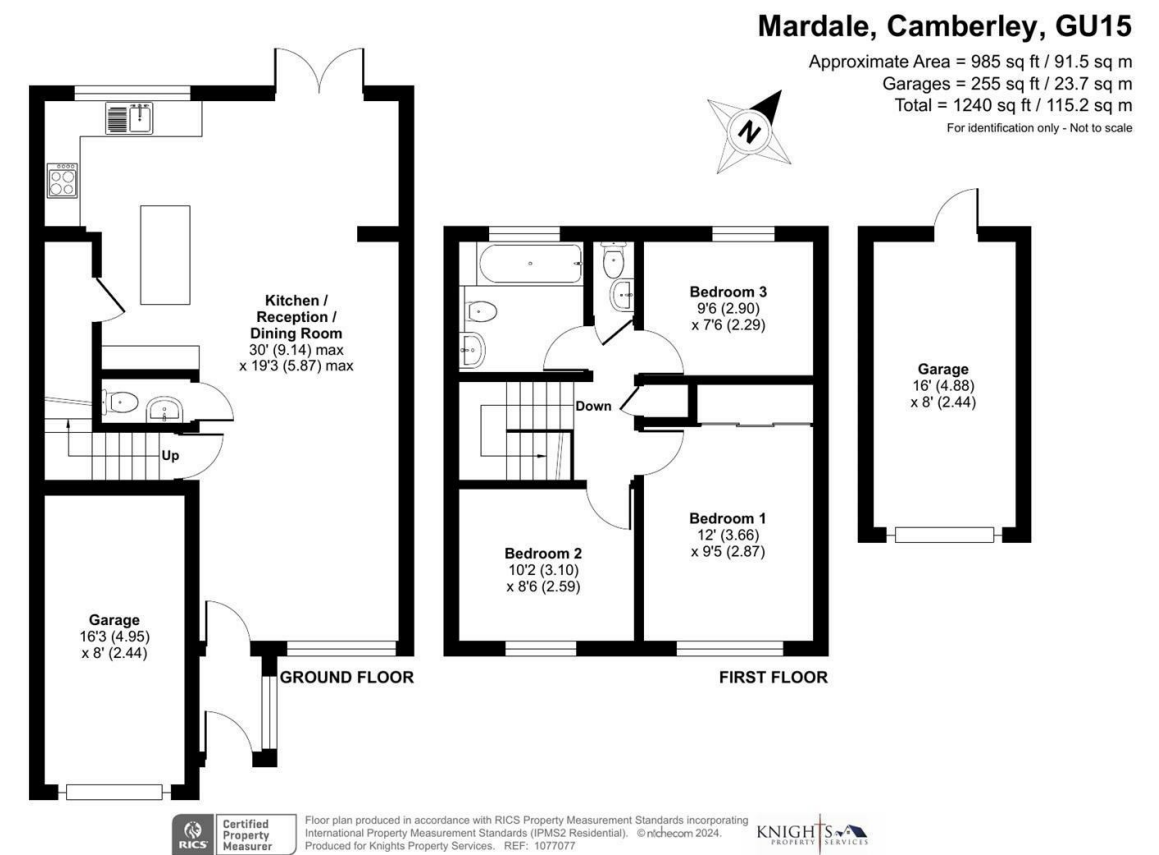 Mardale, Camberley, GU15
Approximate Area = 985 sq ft / 91.5 sq m
Garages = 255 sq ft / 23.7 sq m
Total = 1240 sq ft / 115.2 sq m
For identification only - Not to scale
N
Kitchen /
Reception /
Dining Room
30' (9.14) max
x 19'3 (5.87) max
Up
Garage
16'3 (4.95)
x 8' (2.44)
GROUND FLOOR
Bedroom 3
9'6 (2.90)
x 7'6 (2.29)
Down
Bedroom 1
12' (3.66)
x 9'5 (2.87)
Bedroom 2
10'2 (3.10)
x 8'6 (2.59)
FIRST FLOOR
Garage
16' (4.88)
x 8' (2.44)
RICS
Certified
Property
Measurer
Floor plan produced in accordance with RICS Property Measurement Standards incorporating
International Property Measurement Standards (IPMS2 Residential). © nichecom 2024.
Produced for Knights Property Services. REF: 1077077
KNIGHTS
PROPERTY SERVICES